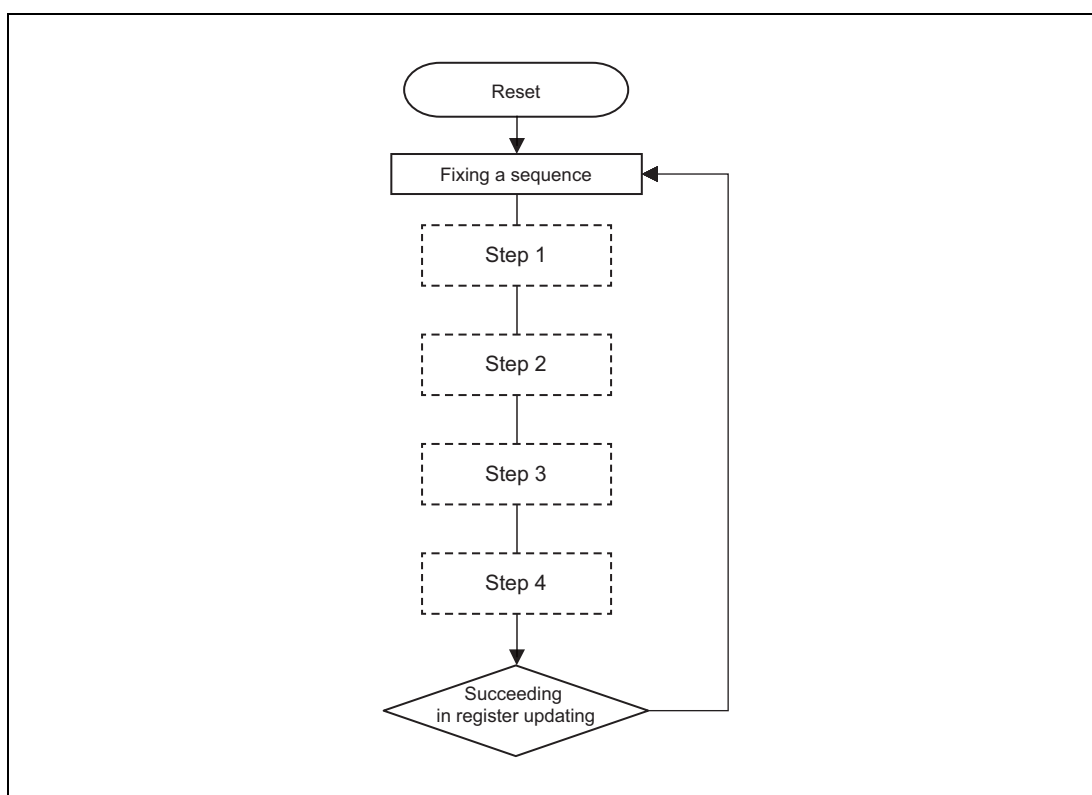 Reset
Fixing a sequence
Step 1
Step 2
Step 3
Step 4
Succeeding
in register updating